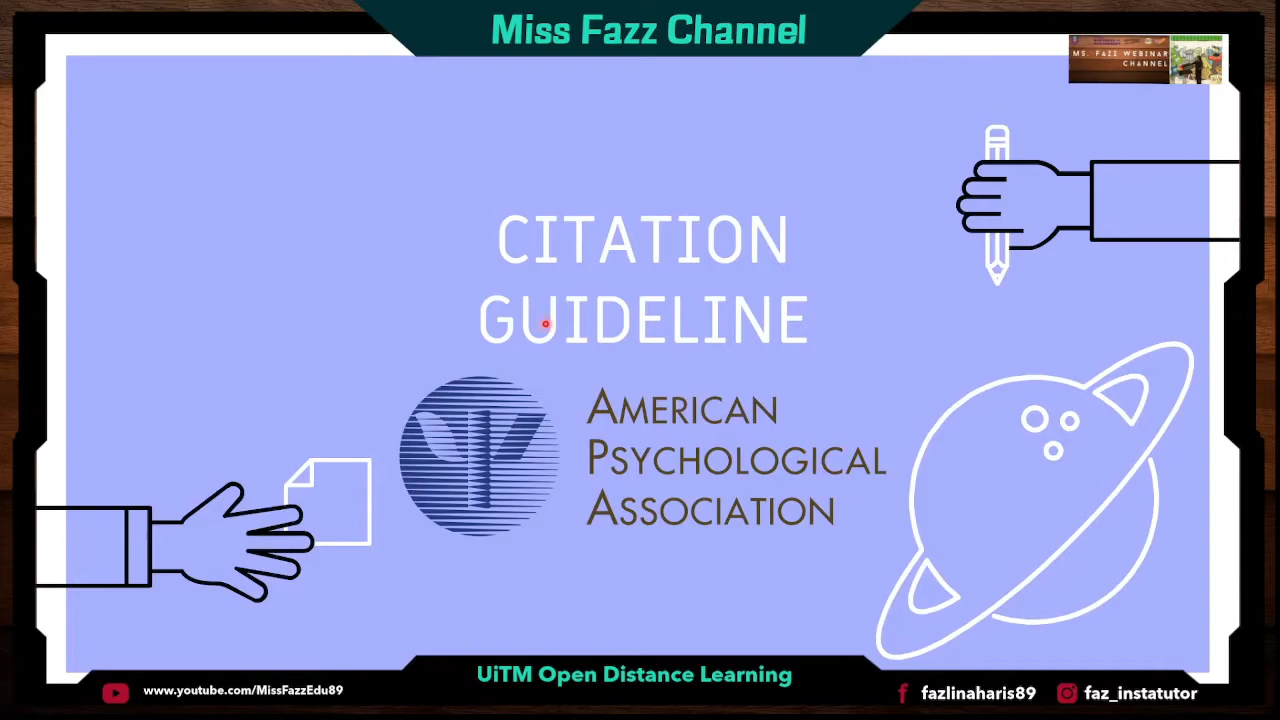 Miss Fazz Channel
MS. FAZZ WEBINAR
CHANNEL
CITATION
GUIDELINE
AMERICAN
PSYCHOLOGICAL
ASSOCIATION
UiTM Open Distance Learning
www.youtube.com/MissFazzEdu89
fazlinaharis89
faz_instatutor